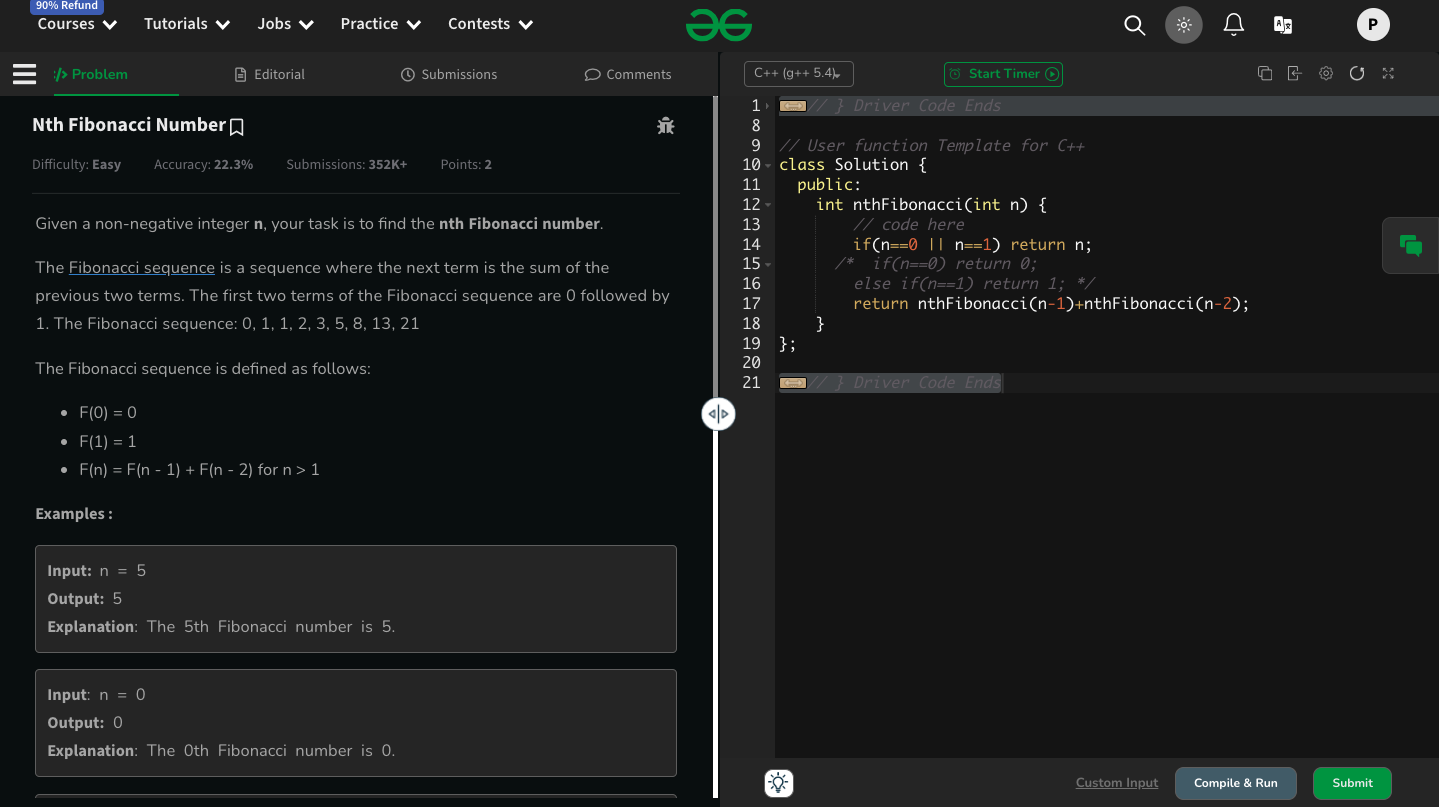 90% Refund
Courses Tutorials Jobs Practice Contests
P
Problem Editorial Submissions Comments
Nth Fibonacci Number
Difficulty: Easy Accuracy: 22.3% Submissions: 352K+ Points: 2
Given a non-negative integer n, your task is to find the nth Fibonacci number.
The Fibonacci sequence is a sequence where the next term is the sum of the
previous two terms. The first two terms of the Fibonacci sequence are 0 followed by
1. The Fibonacci sequence: 0, 1, 1, 2, 3, 5, 8, 13, 21
The Fibonacci sequence is defined as follows:
F(0) = 0
F(1) = 1
F(n) = F(n - 1) + F(n - 2) for n > 1
Examples :
Input: n = 5
Output: 5
Explanation: The 5th Fibonacci number is 5.
Input: n = 0
Output: 0
Explanation: The 0th Fibonacci number is 0.
C++ (g++ 5.4) Start Timer
1 // } Driver Code Ends
8
9 // User function Template for C++
10 class Solution {
11 public:
12 int nthFibonacci(int n) {
13 // code here
14 if(n==0 || n==1) return n;
15 /* if(n==0) return 0;
16 else if(n==1) return 1; */
17 return nthFibonacci(n-1)+nthFibonacci(n-2);
18 }
19 };
20
21 // } Driver Code Ends
Custom Input Compile & Run Submit